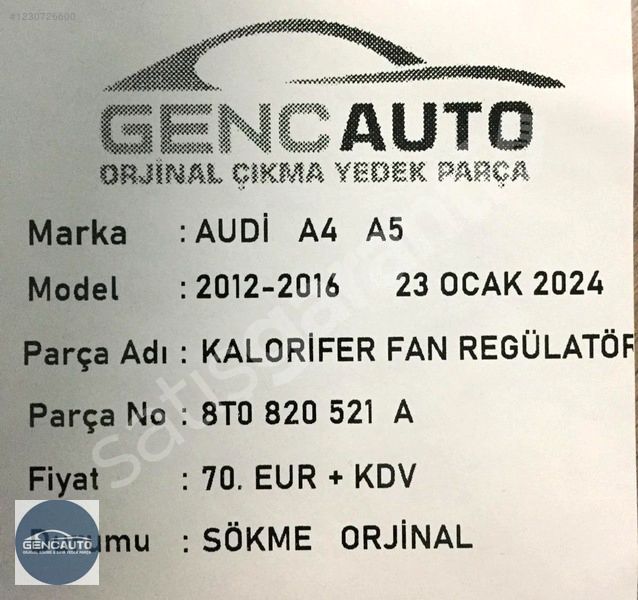 #1230726600
GENCAUTO
ORJİNAL ÇIKMA YEDEK PARÇA
Marka : AUDİ A4 A5
Model : 2012-2016 23 OCAK 2024
Parça Adı : KALORİFER FAN REGÜLATÖR
Parça No : 8T0 820 521 A
Fiyat : 70. EUR + KDV
Durumu : SÖKME ORJİNAL
GENCAUTO